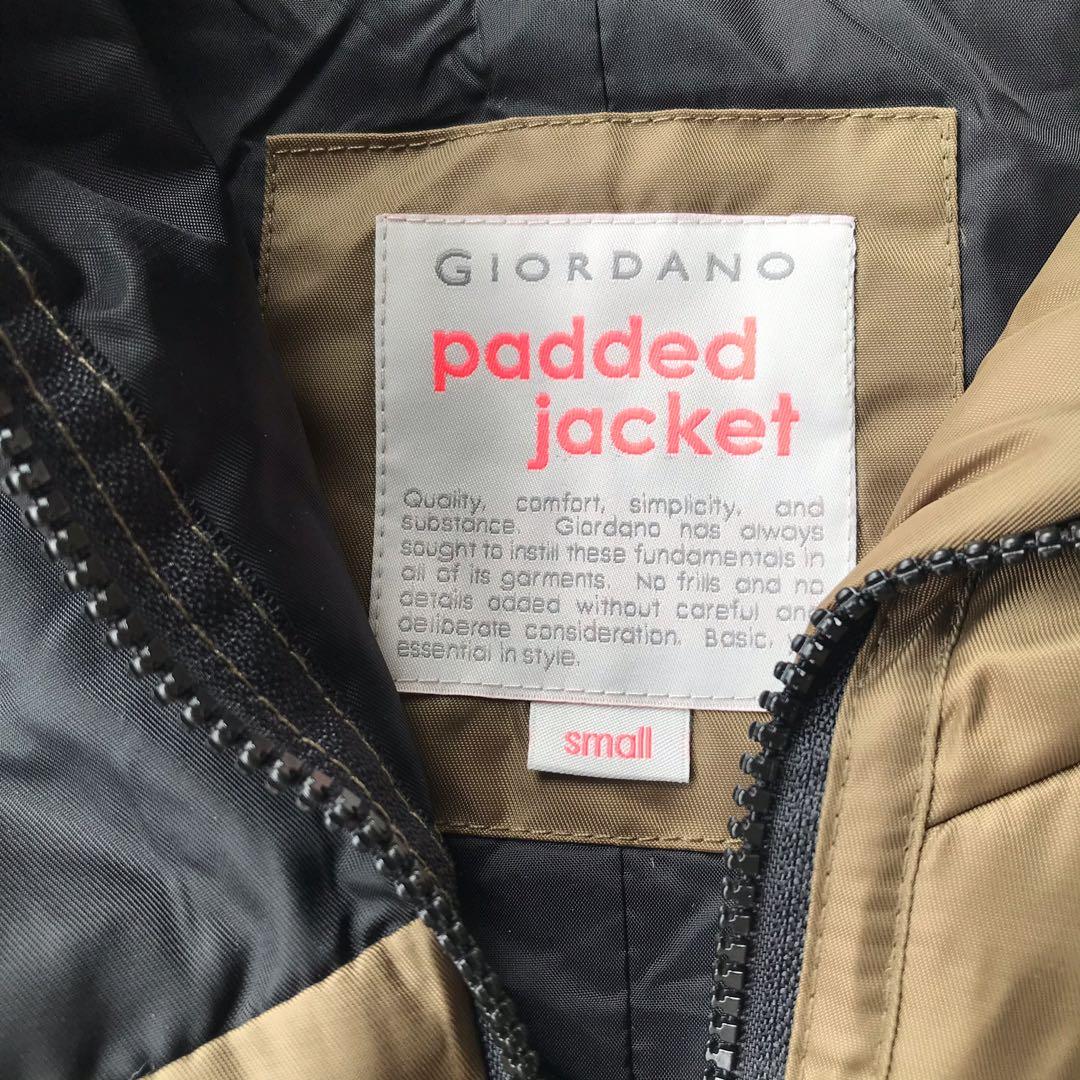 GIORDANO
padded
jacket
Quality, comfort, simplicity, and
substance. Giordano has always
sought to instill these fundamentals in
all of its garments. No frills and no
details added without careful and
deliberate consideration. Basic,
essential in style.
small